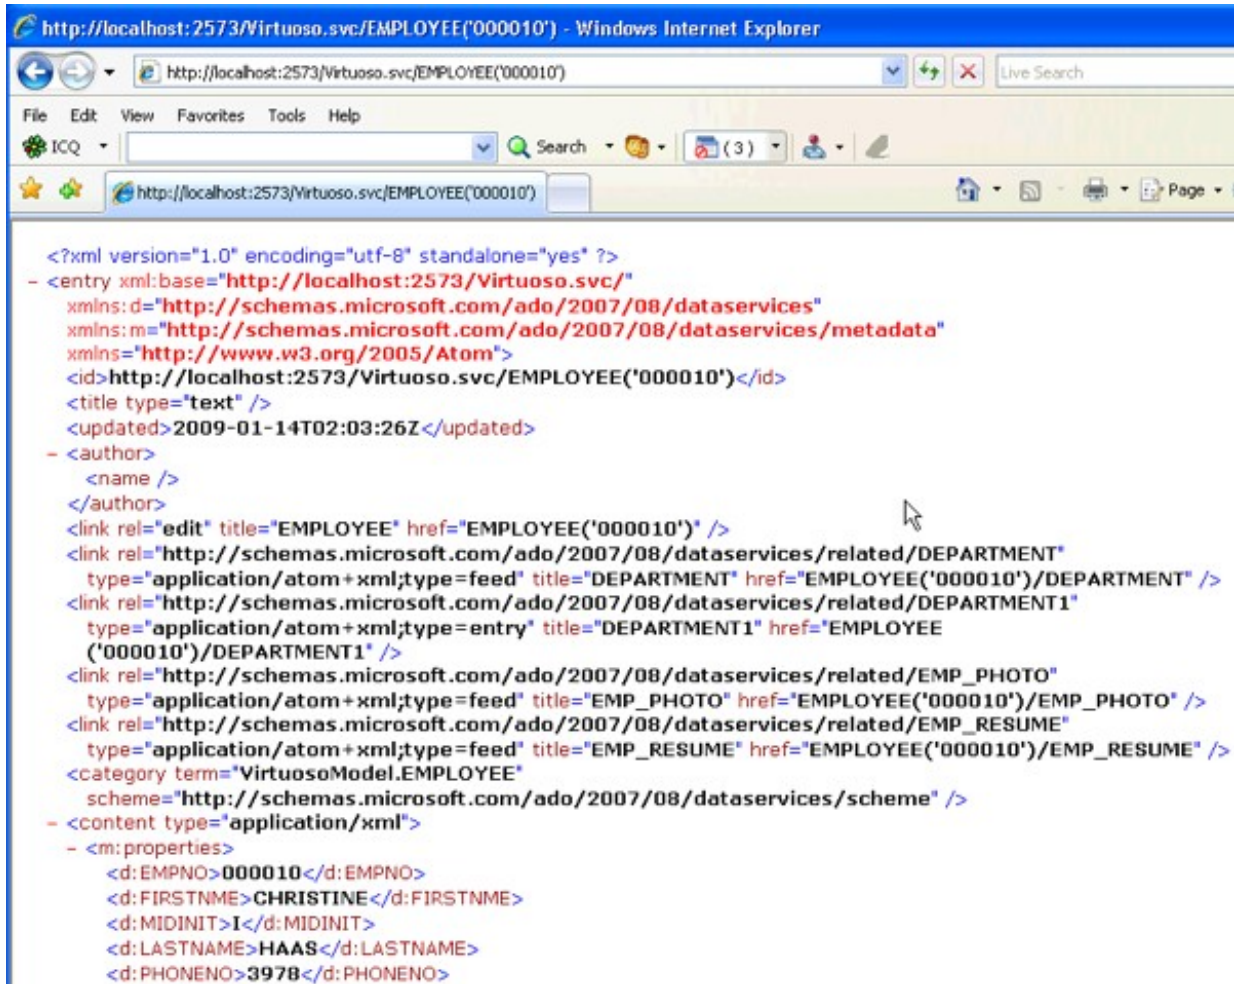 http://localhost:2573/Virtuoso.svc/EMPLOYEE('000010') - Windows Internet Explorer
http://localhost:2573/Virtuoso.svc/EMPLOYEE('000010') Live Search
File Edit View Favorites Tools Help
ICQ Search (3)
http://localhost:2573/Virtuoso.svc/EMPLOYEE('000010') Page
<?xml version="1.0" encoding="utf-8" standalone="yes" ?>
- <entry xml:base="http://localhost:2573/Virtuoso.svc/"
xmlns:d="http://schemas.microsoft.com/ado/2007/08/dataservices"
xmlns:m="http://schemas.microsoft.com/ado/2007/08/dataservices/metadata"
xmlns="http://www.w3.org/2005/Atom">
<id>http://localhost:2573/Virtuoso.svc/EMPLOYEE('000010')</id>
<title type="text" />
<updated>2009-01-14T02:03:26Z</updated>
- <author>
<name />
</author>
<link rel="edit" title="EMPLOYEE" href="EMPLOYEE('000010')" />
<link rel="http://schemas.microsoft.com/ado/2007/08/dataservices/related/DEPARTMENT"
type="application/atom+xml;type=feed" title="DEPARTMENT" href="EMPLOYEE('000010')/DEPARTMENT" />
<link rel="http://schemas.microsoft.com/ado/2007/08/dataservices/related/DEPARTMENT1"
type="application/atom+xml;type=entry" title="DEPARTMENT1" href="EMPLOYEE
('000010')/DEPARTMENT1" />
<link rel="http://schemas.microsoft.com/ado/2007/08/dataservices/related/EMP_PHOTO"
type="application/atom+xml;type=feed" title="EMP_PHOTO" href="EMPLOYEE('000010')/EMP_PHOTO" />
<link rel="http://schemas.microsoft.com/ado/2007/08/dataservices/related/EMP_RESUME"
type="application/atom+xml;type=feed" title="EMP_RESUME" href="EMPLOYEE('000010')/EMP_RESUME" />
<category term="VirtuosoModel.EMPLOYEE"
scheme="http://schemas.microsoft.com/ado/2007/08/dataservices/scheme" />
- <content type="application/xml">
- <m:properties>
<d:EMPNO>000010</d:EMPNO>
<d:FIRSTNME>CHRISTINE</d:FIRSTNME>
<d:MIDINIT>I</d:MIDINIT>
<d:LASTNAME>HAAS</d:LASTNAME>
<d:PHONENO>3978</d:PHONENO>